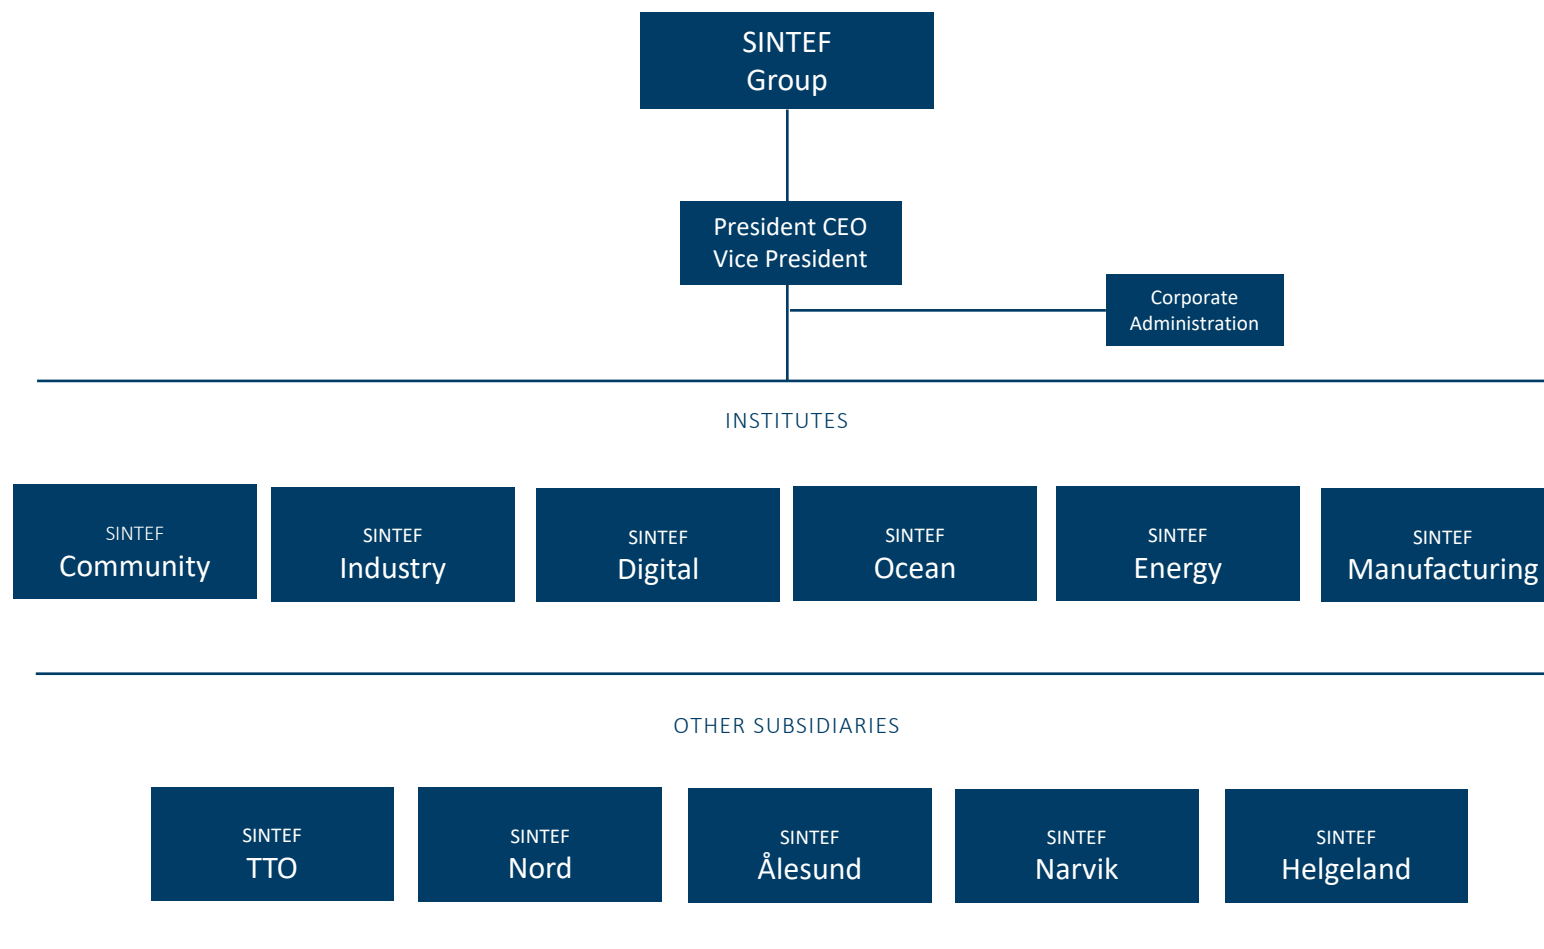 SINTEF
Group
President CEO
Vice President
Corporate
Administration
INSTITUTES
SINTEF
Community
SINTEF
Industry
SINTEF
Digital
SINTEF
Ocean
SINTEF
Energy
SINTEF
Manufacturing
OTHER SUBSIDIARIES
SINTEF
TTO
SINTEF
Nord
SINTEF
Ålesund
SINTEF
Narvik
SINTEF
Helgeland